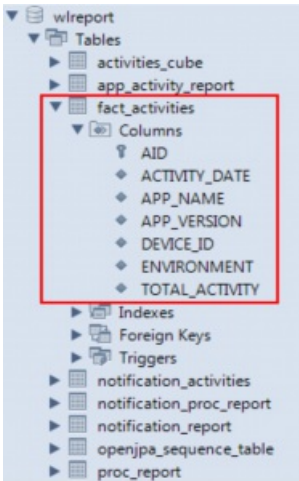 wlreport
Tables
activities_cube
app_activity_report
fact_activities
Columns
AID
ACTIVITY_DATE
APP_NAME
APP_VERSION
DEVICE_ID
ENVIRONMENT
TOTAL_ACTIVITY
Indexes
Foreign Keys
Triggers
notification_activities
notification_proc_report
notification_report
openjpa_sequence_table
proc_report